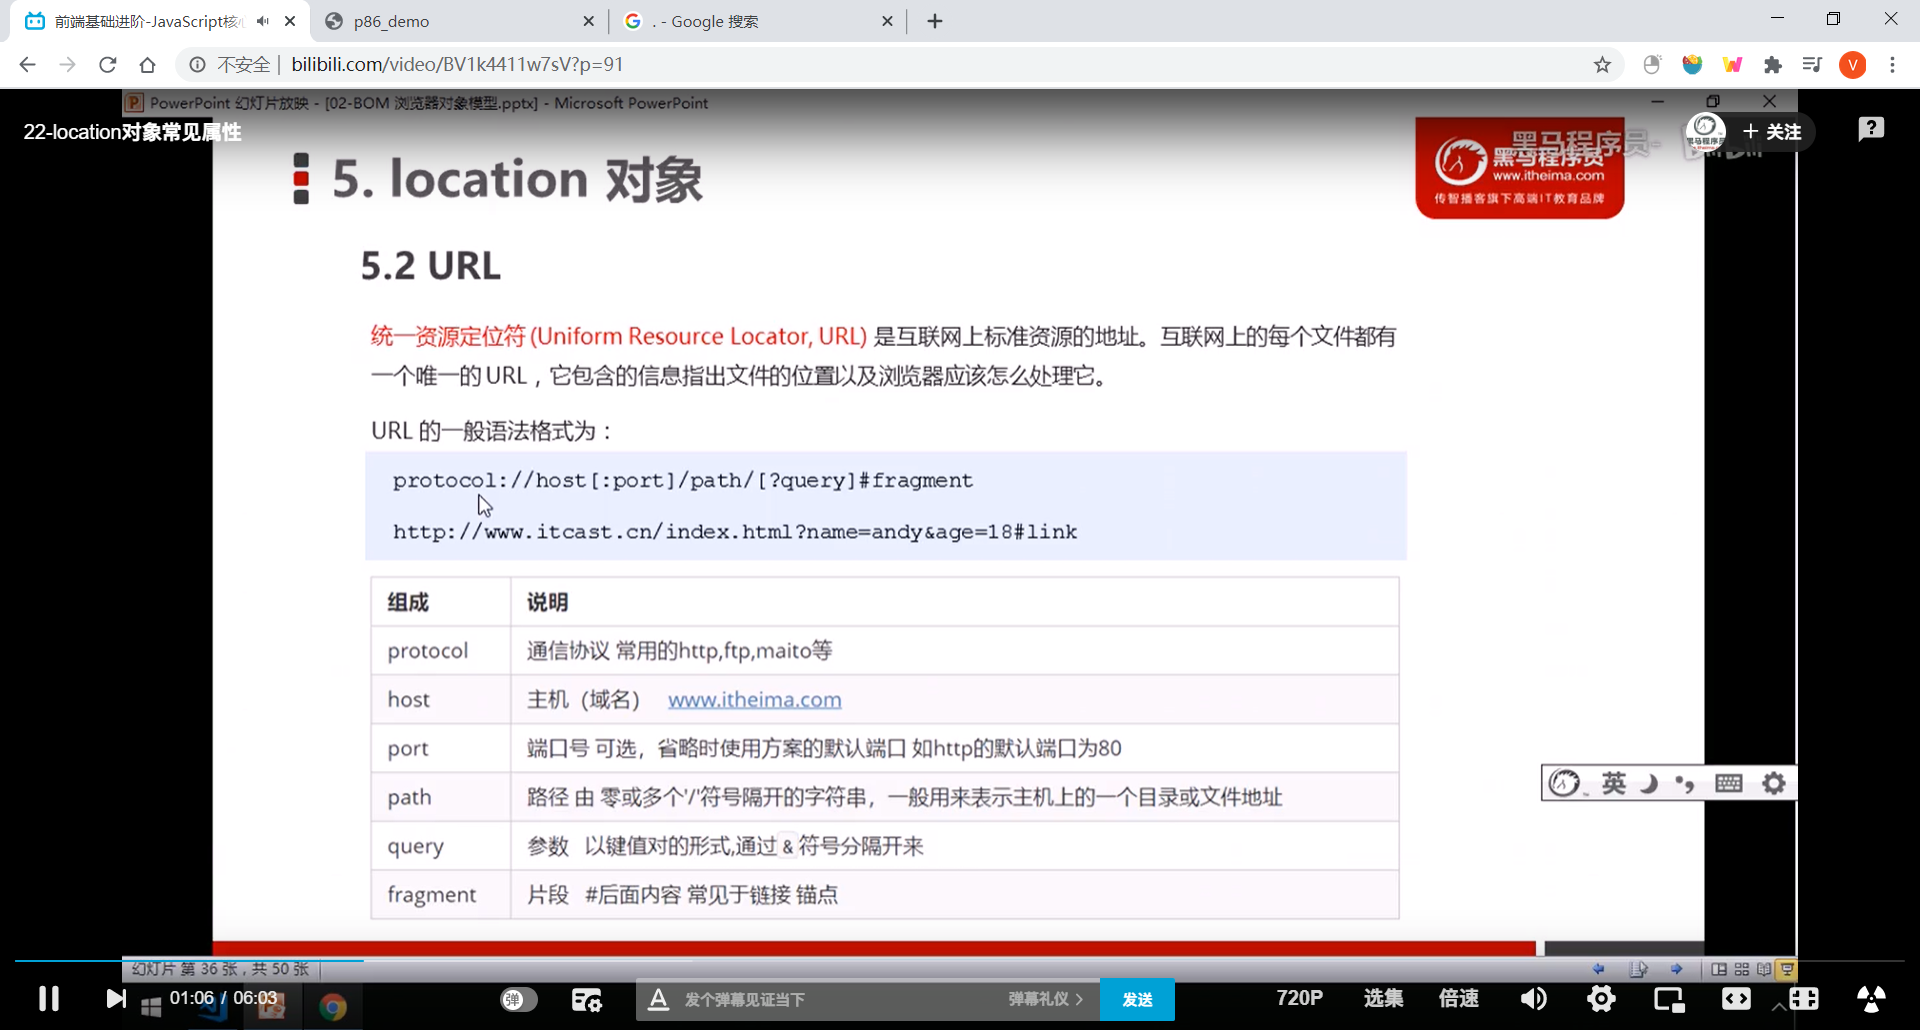 前端基础进阶-JavaScript核
p86_demo
. - Google 搜索
不安全
bilibili.com/video/BV1k4411w7sV?p=91
V
PowerPoint 幻灯片放映 - [02-BOM 浏览器对象模型.pptx] - Microsoft PowerPoint
22-location对象常见属性
+ 关注
黑马程序员-
黑马程序员
www.itheima.com
传智播客旗下高端IT教育品牌
5. location 对象
5.2 URL
统一资源定位符 (Uniform Resource Locator, URL) 是互联网上标准资源的地址。互联网上的每个文件都有
一个唯一的 URL，它包含的信息指出文件的位置以及浏览器应该怎么处理它。
URL 的一般语法格式为：
protocol://host[:port]/path/[?query]#fragment
http://www.itcast.cn/index.html?name=andy&age=18#link
组成 说明
protocol 通信协议 常用的http,ftp,maito等
host 主机（域名） www.itheima.com
port 端口号 可选，省略时使用方案的默认端口 如http的默认端口为80
path 路径 由 零或多个'/'符号隔开的字符串，一般用来表示主机上的一个目录或文件地址
query 参数 以键值对的形式,通过 & 符号分隔开来
fragment 片段 #后面内容 常见于链接 锚点
英
幻灯片 第 36 张，共 50 张
01:06 / 06:03
弹
A 发个弹幕见证当下
弹幕礼仪 >
发送
720P
选集
倍速